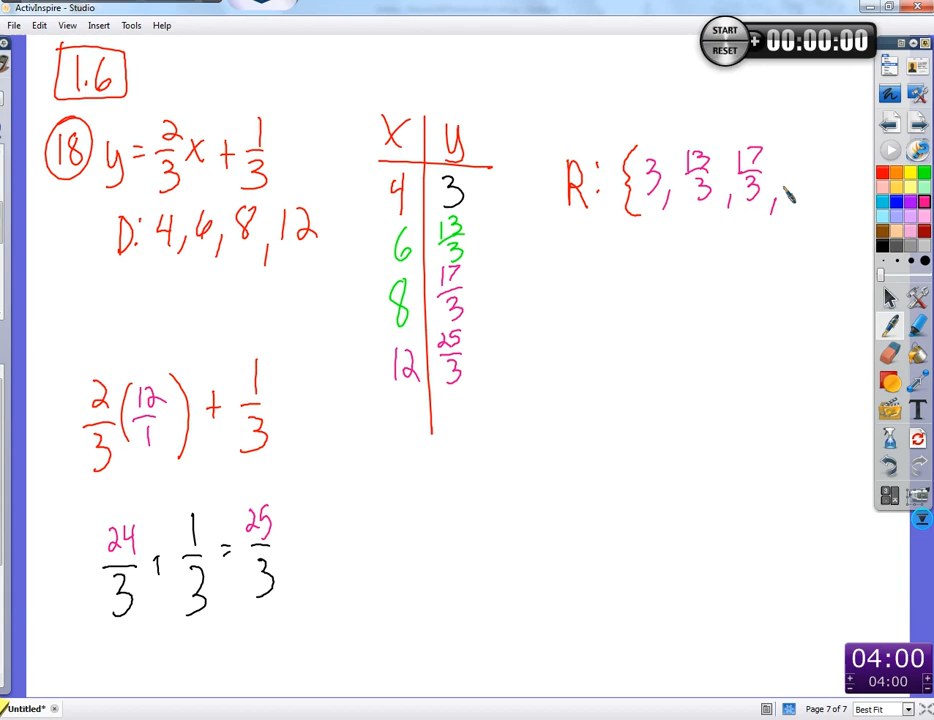 ActivInspire - Studio
File Edit View Insert Tools Help
START
RESET
00:00:00
1.6
18 y = 2/3 x + 1/3
D: 4, 6, 8, 12
x y
4 3
6 13/3
8 17/3
12 25/3
R: { 3, 13/3, 17/3,
2/3 (12/1) + 1/3
24/3 + 1/3 = 25/3
04:00
04:00
Untitled*
Page 7 of 7
Best Fit